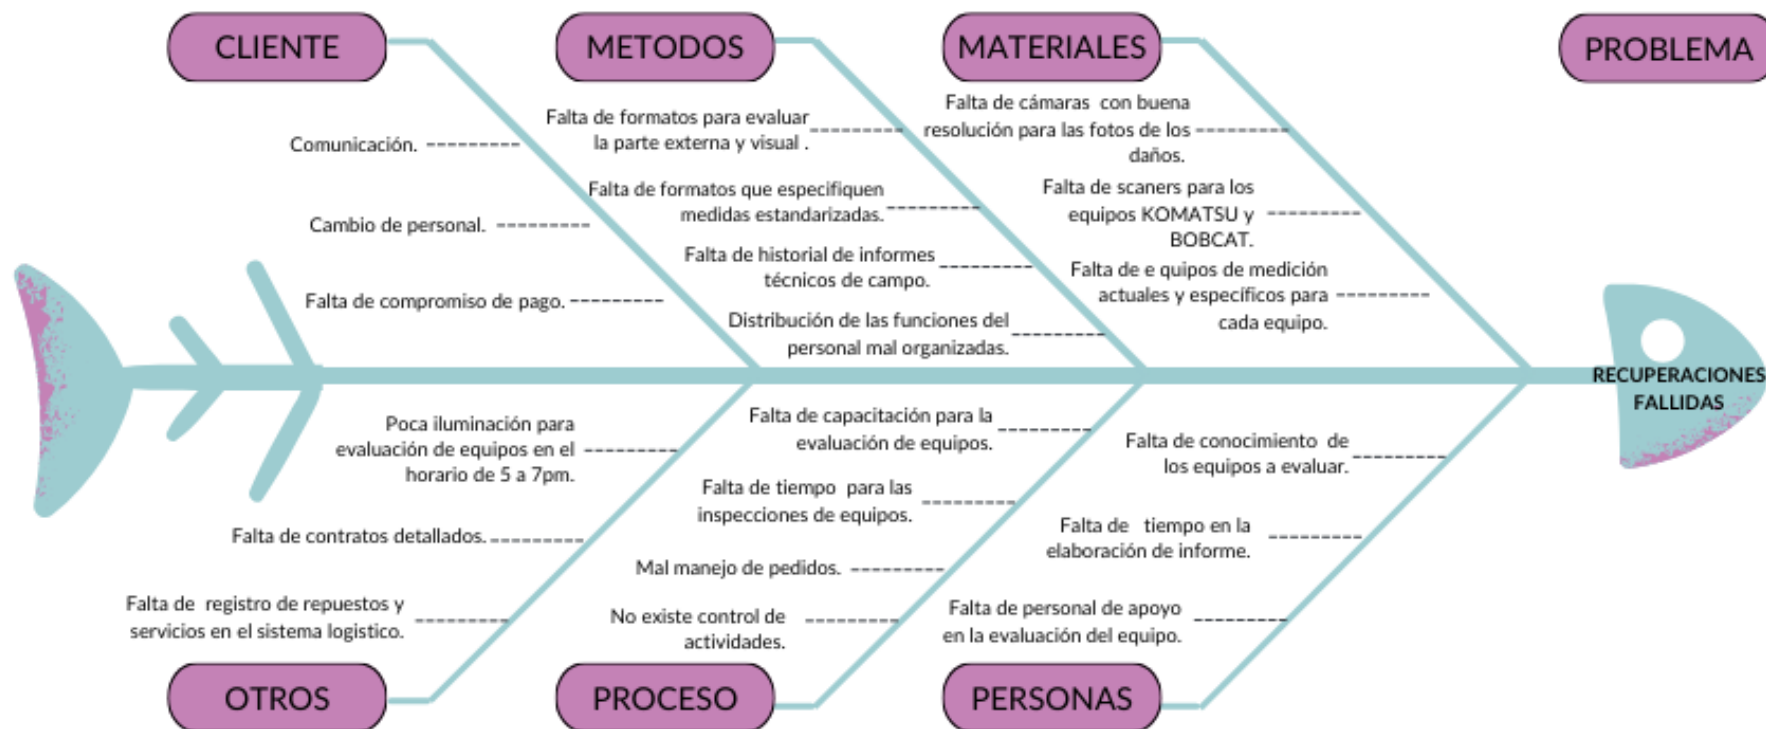 CLIENTE
METODOS
MATERIALES
PROBLEMA
Comunicación.
Cambio de personal.
Falta de compromiso de pago.
Falta de formatos para evaluar
la parte externa y visual .
Falta de formatos que especifiquen
medidas estandarizadas.
Falta de historial de informes
técnicos de campo.
Distribución de las funciones del
personal mal organizadas.
Falta de cámaras con buena
resolución para las fotos de los
daños.
Falta de scaners para los
equipos KOMATSU y
BOBCAT.
Falta de e quipos de medición
actuales y específicos para
cada equipo.
RECUPERACIONES
FALLIDAS
Poca iluminación para
evaluación de equipos en el
horario de 5 a 7pm.
Falta de contratos detallados.
Falta de registro de repuestos y
servicios en el sistema logistico.
Falta de capacitación para la
evaluación de equipos.
Falta de tiempo para las
inspecciones de equipos.
Mal manejo de pedidos.
No existe control de
actividades.
Falta de conocimiento de
los equipos a evaluar.
Falta de tiempo en la
elaboración de informe.
Falta de personal de apoyo
en la evaluación del equipo.
OTROS
PROCESO
PERSONAS